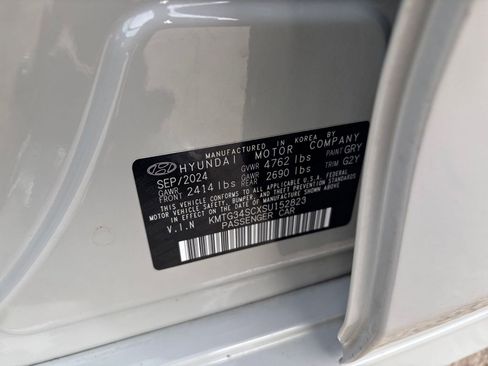 MANUFACTURED IN KOREA
HYUNDAI MOTOR COMPANY
SEP/2024 GVWR 4762 lbs PAINT GRY
GAWR FRONT 2414 lbs GAWR REAR 2690 lbs TRIM G2Y
THIS VEHICLE CONFORMS TO ALL APPLICABLE U.S.A. FEDERAL
MOTOR VEHICLE SAFETY, BUMPER, AND THEFT PREVENTION
STANDARDS IN EFFECT ON THE DATE OF MANUFACTURE SHOWN ABOVE.
V.I.N KMTG34SCXSU152823
PASSENGER CAR